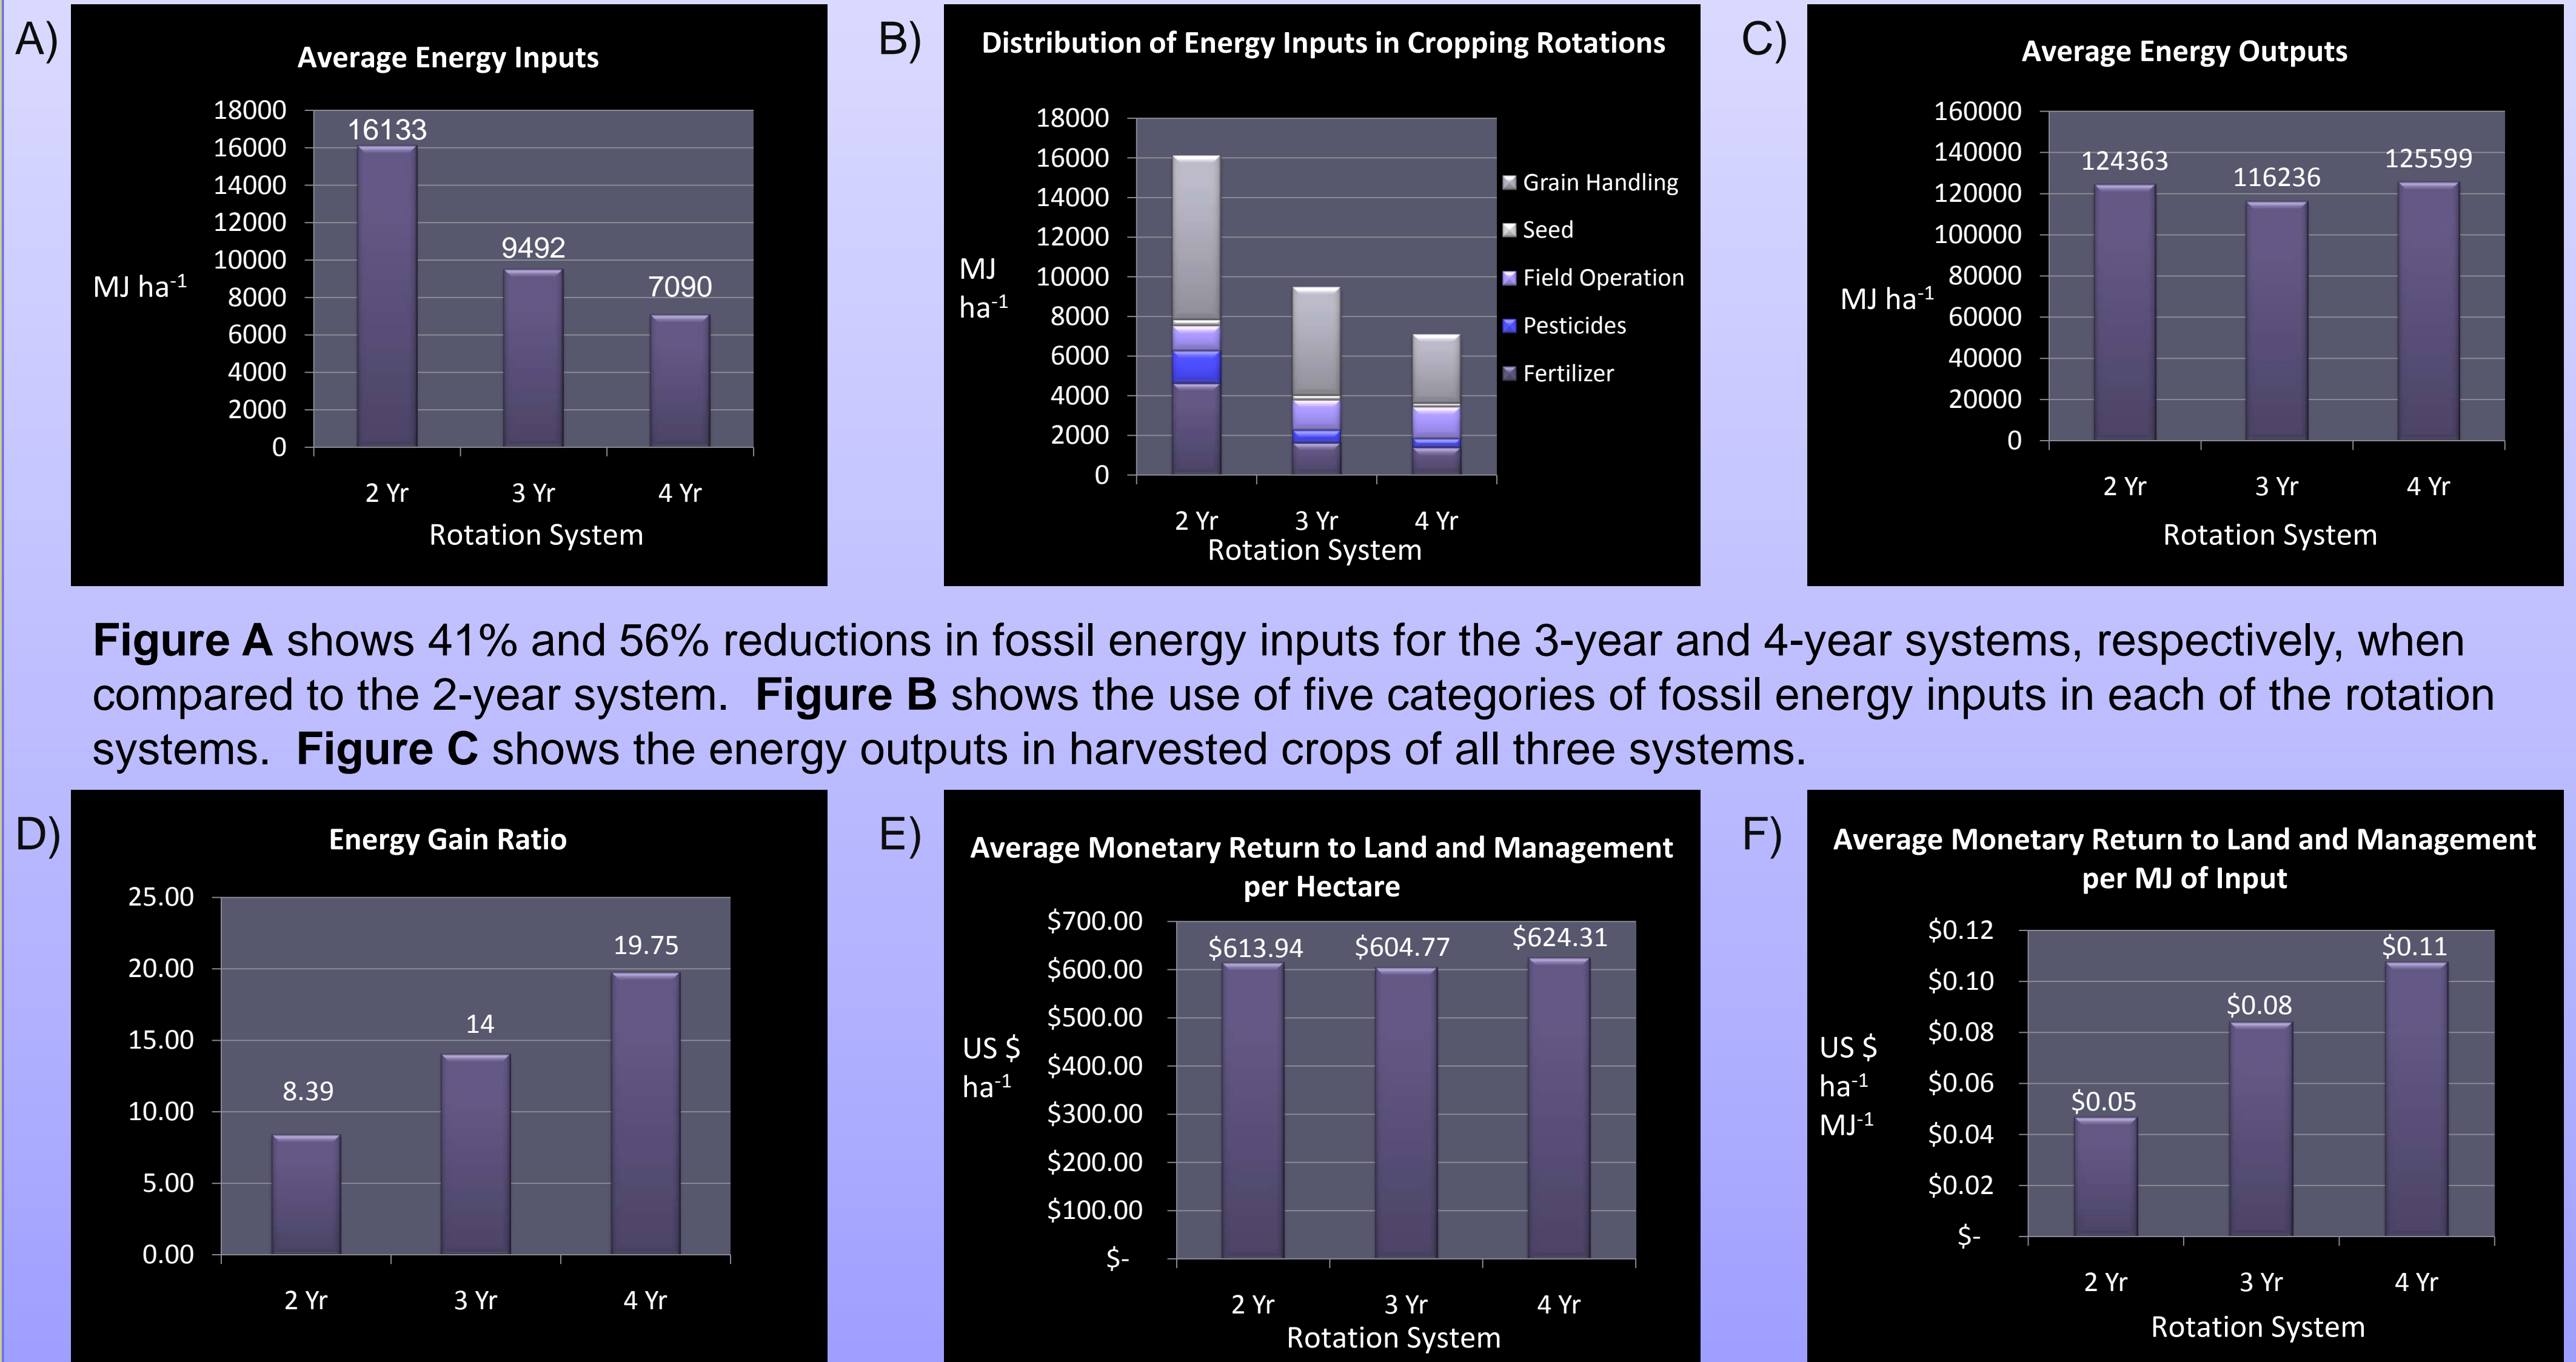 A)
Average Energy Inputs
18000
16000
14000
12000
10000
8000
6000
4000
2000
0
MJ ha-1
16133
9492
7090
2 Yr 3 Yr 4 Yr
Rotation System
B)
Distribution of Energy Inputs in Cropping Rotations
18000
16000
14000
12000
10000
8000
6000
4000
2000
0
MJ
ha-1
Grain Handling
Seed
Field Operation
Pesticides
Fertilizer
2 Yr 3 Yr 4 Yr
Rotation System
C)
Average Energy Outputs
160000
140000
120000
100000
80000
60000
40000
20000
0
MJ ha-1
124363
116236
125599
2 Yr 3 Yr 4 Yr
Rotation System
Figure A shows 41% and 56% reductions in fossil energy inputs for the 3-year and 4-year systems, respectively, when
compared to the 2-year system. Figure B shows the use of five categories of fossil energy inputs in each of the rotation
systems. Figure C shows the energy outputs in harvested crops of all three systems.
D)
Energy Gain Ratio
25.00
20.00
15.00
10.00
5.00
0.00
8.39
14
19.75
2 Yr 3 Yr 4 Yr
E)
Average Monetary Return to Land and Management
per Hectare
$700.00
$600.00
$500.00
$400.00
$300.00
$200.00
$100.00
$-
US $
ha-1
$613.94
$604.77
$624.31
2 Yr 3 Yr 4 Yr
Rotation System
F)
Average Monetary Return to Land and Management
per MJ of Input
$0.12
$0.10
$0.08
$0.06
$0.04
$0.02
$-
US $
ha-1
MJ-1
$0.05
$0.08
$0.11
2 Yr 3 Yr 4 Yr
Rotation System